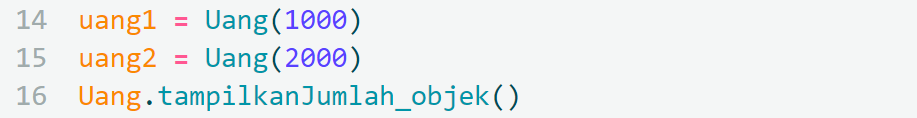 14 uang1 = Uang(1000)
15 uang2 = Uang(2000)
16 Uang.tampilkanJumlah_objek()